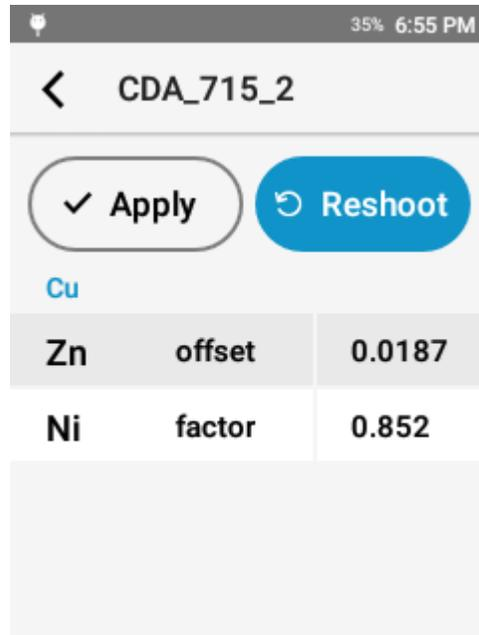 35% 6:55 PM
CDA_715_2
Apply
Reshoot
Cu
Zn offset 0.0187
Ni factor 0.852